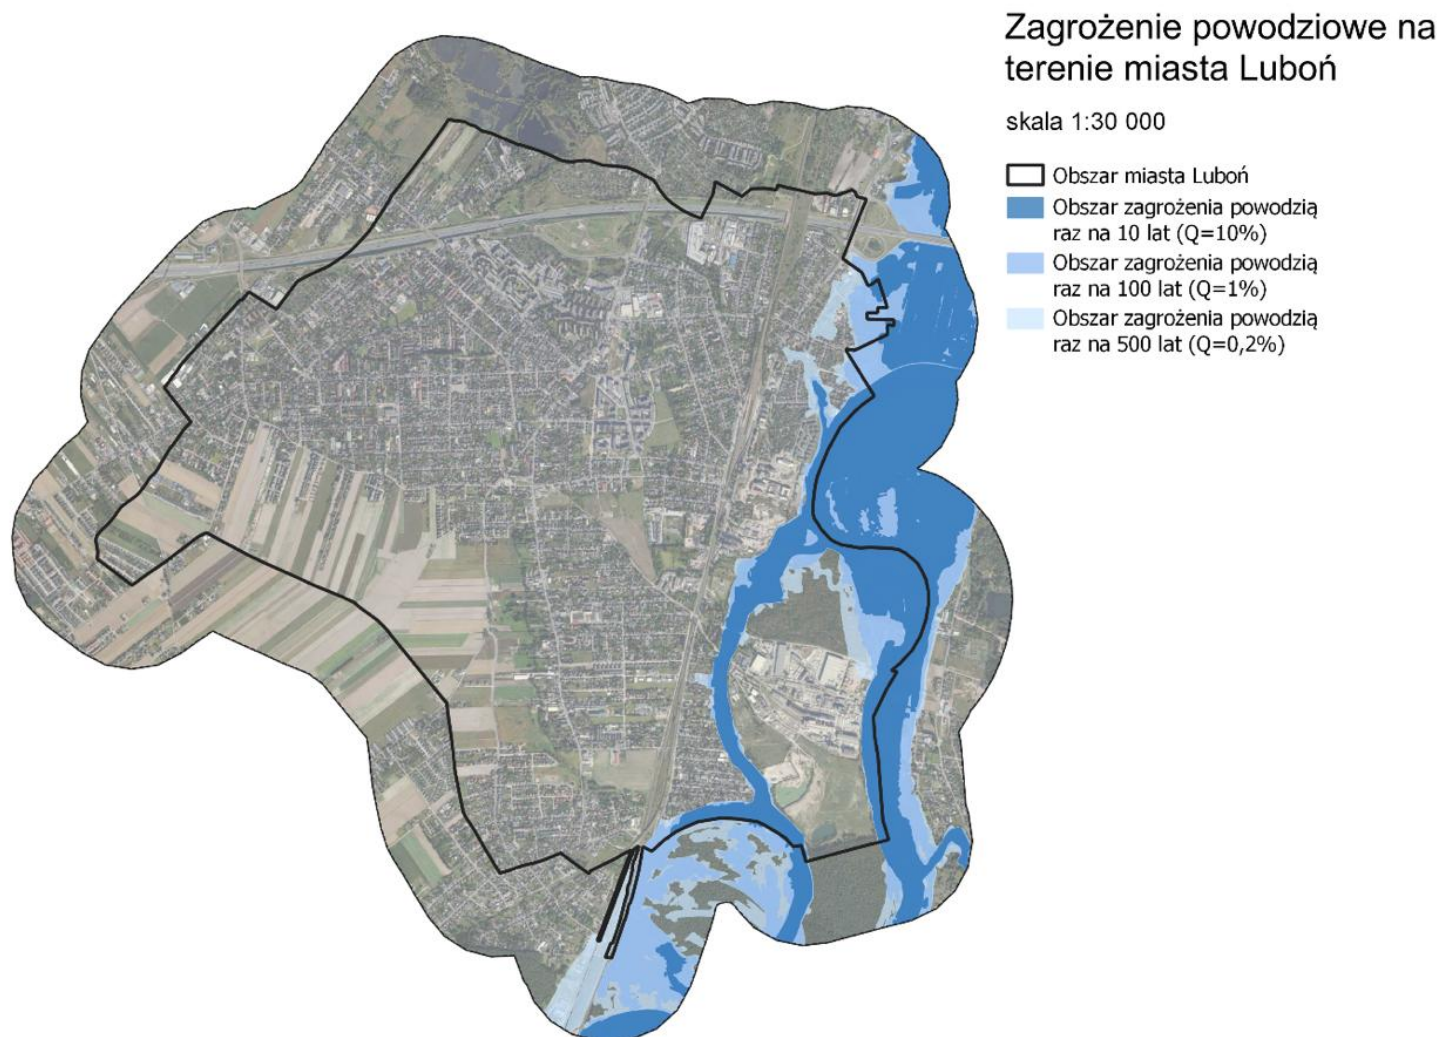 Zagrożenie powodziowe na
terenie miasta Luboń
skala 1:30 000
Obszar miasta Luboń
Obszar zagrożenia powodzią
raz na 10 lat (Q=10%)
Obszar zagrożenia powodzią
raz na 100 lat (Q=1%)
Obszar zagrożenia powodzią
raz na 500 lat (Q=0,2%)